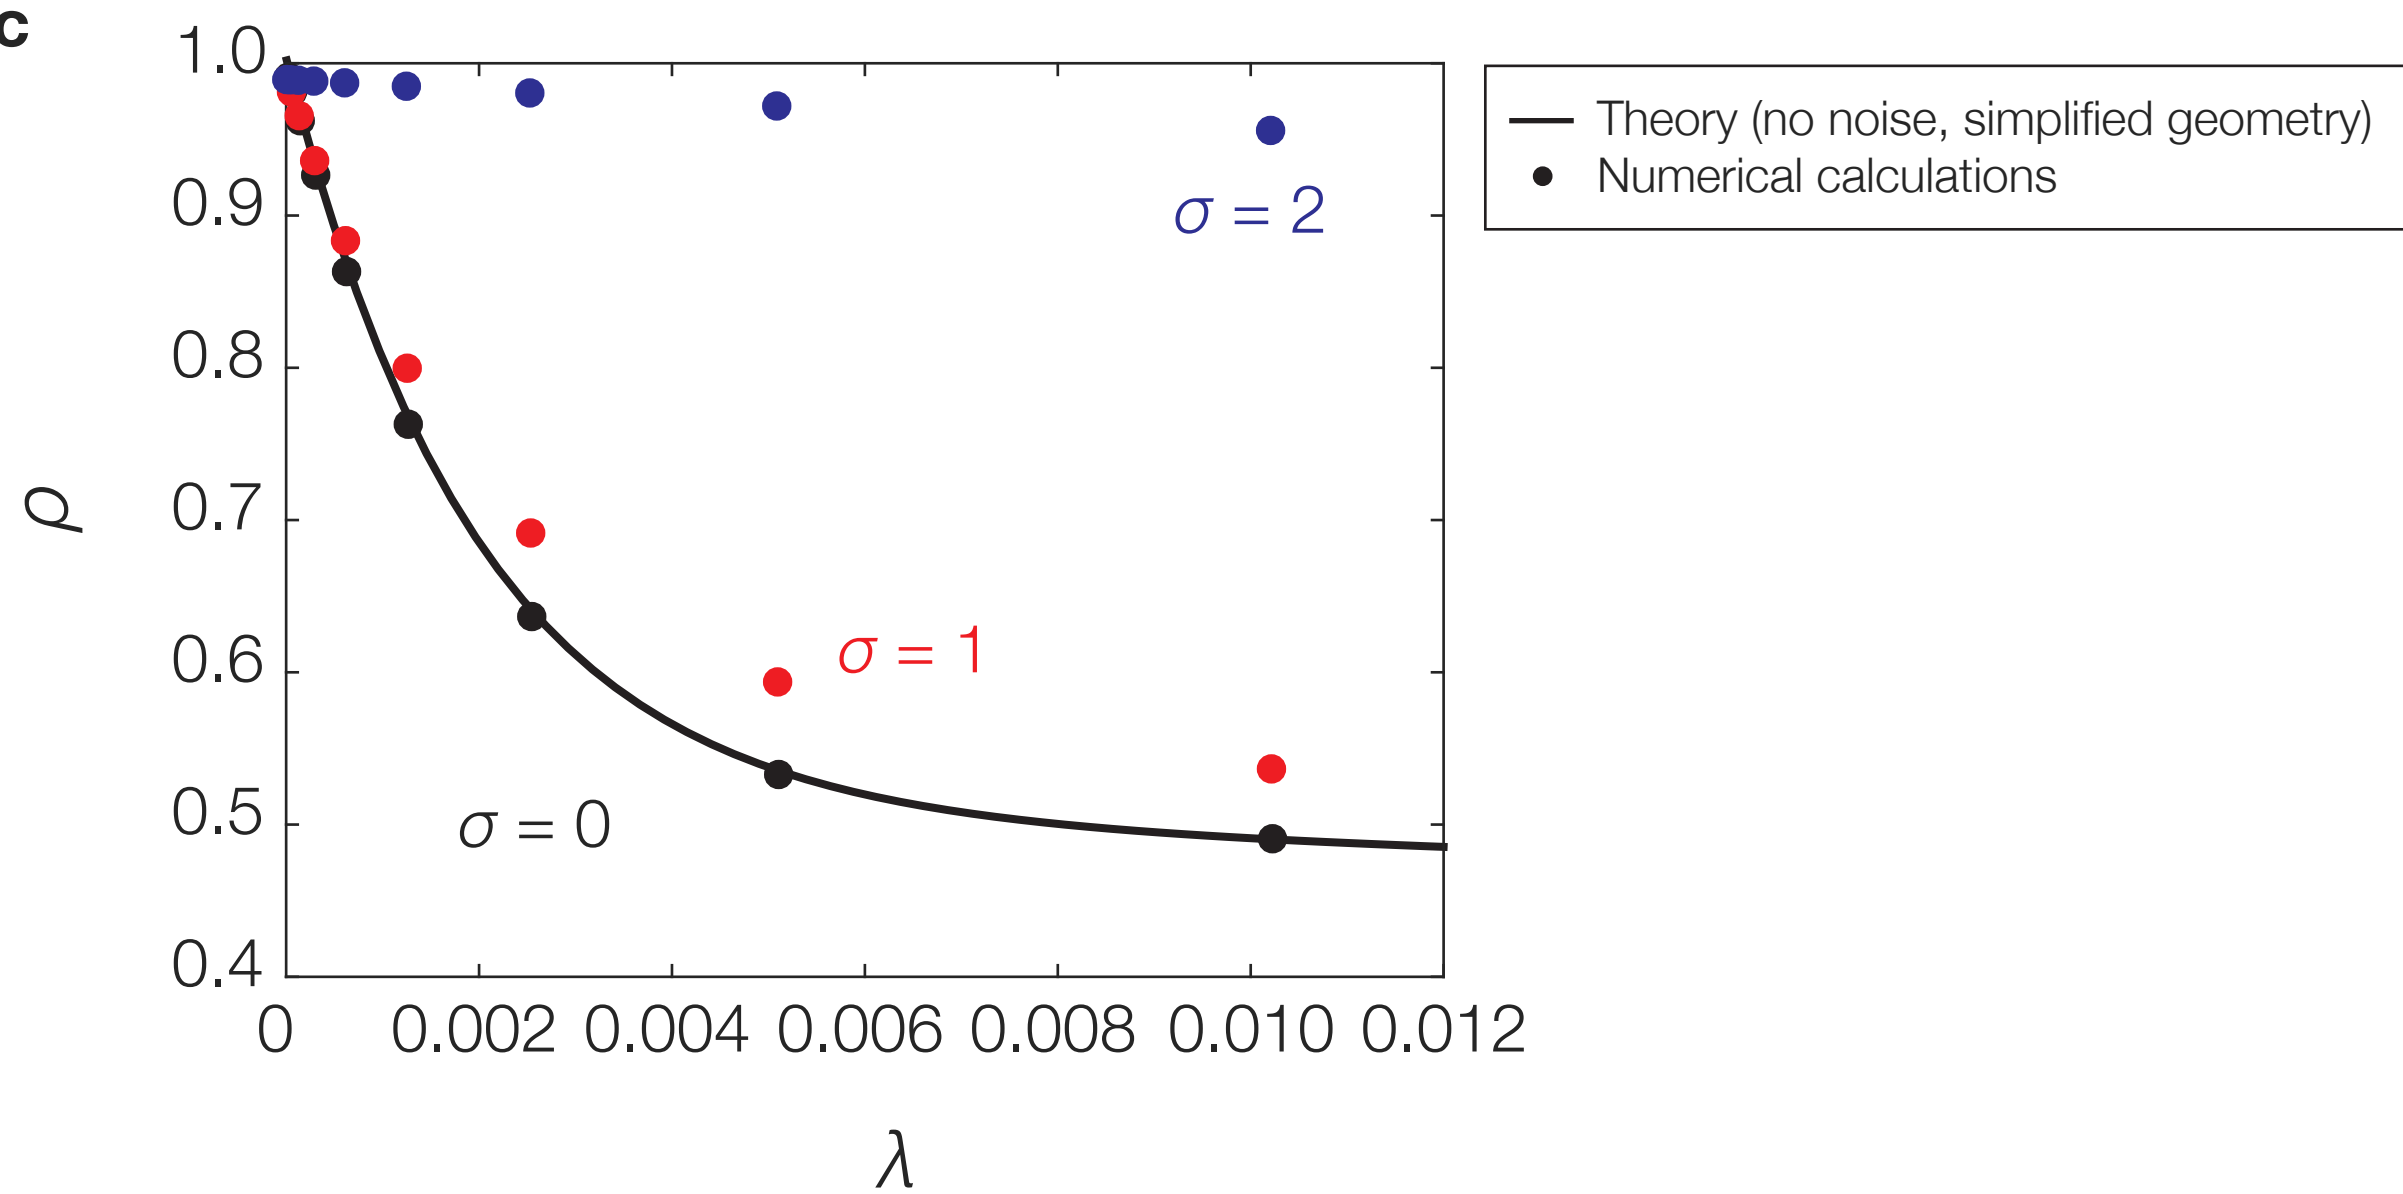 c
1.0
0.9
0.8
0.7
0.6
0.5
0.4
ρ
σ = 2
σ = 1
σ = 0
0 0.002 0.004 0.006 0.008 0.010 0.012
λ
Theory (no noise, simplified geometry)
Numerical calculations